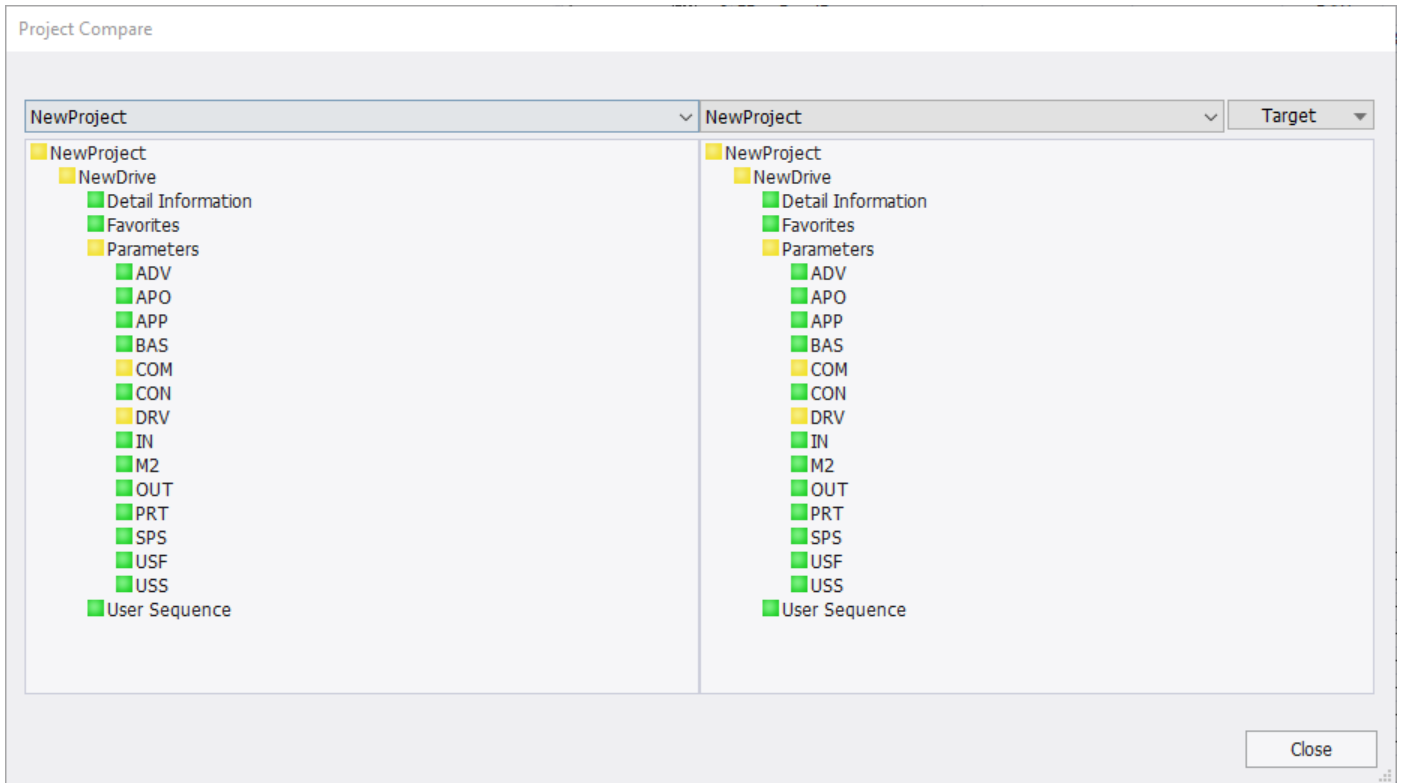 Project Compare
NewProject
NewProject
Target
NewProject
NewDrive
Detail Information
Favorites
Parameters
ADV
APO
APP
BAS
COM
CON
DRV
IN
M2
OUT
PRT
SPS
USF
USS
User Sequence
NewProject
NewDrive
Detail Information
Favorites
Parameters
ADV
APO
APP
BAS
COM
CON
DRV
IN
M2
OUT
PRT
SPS
USF
USS
User Sequence
Close